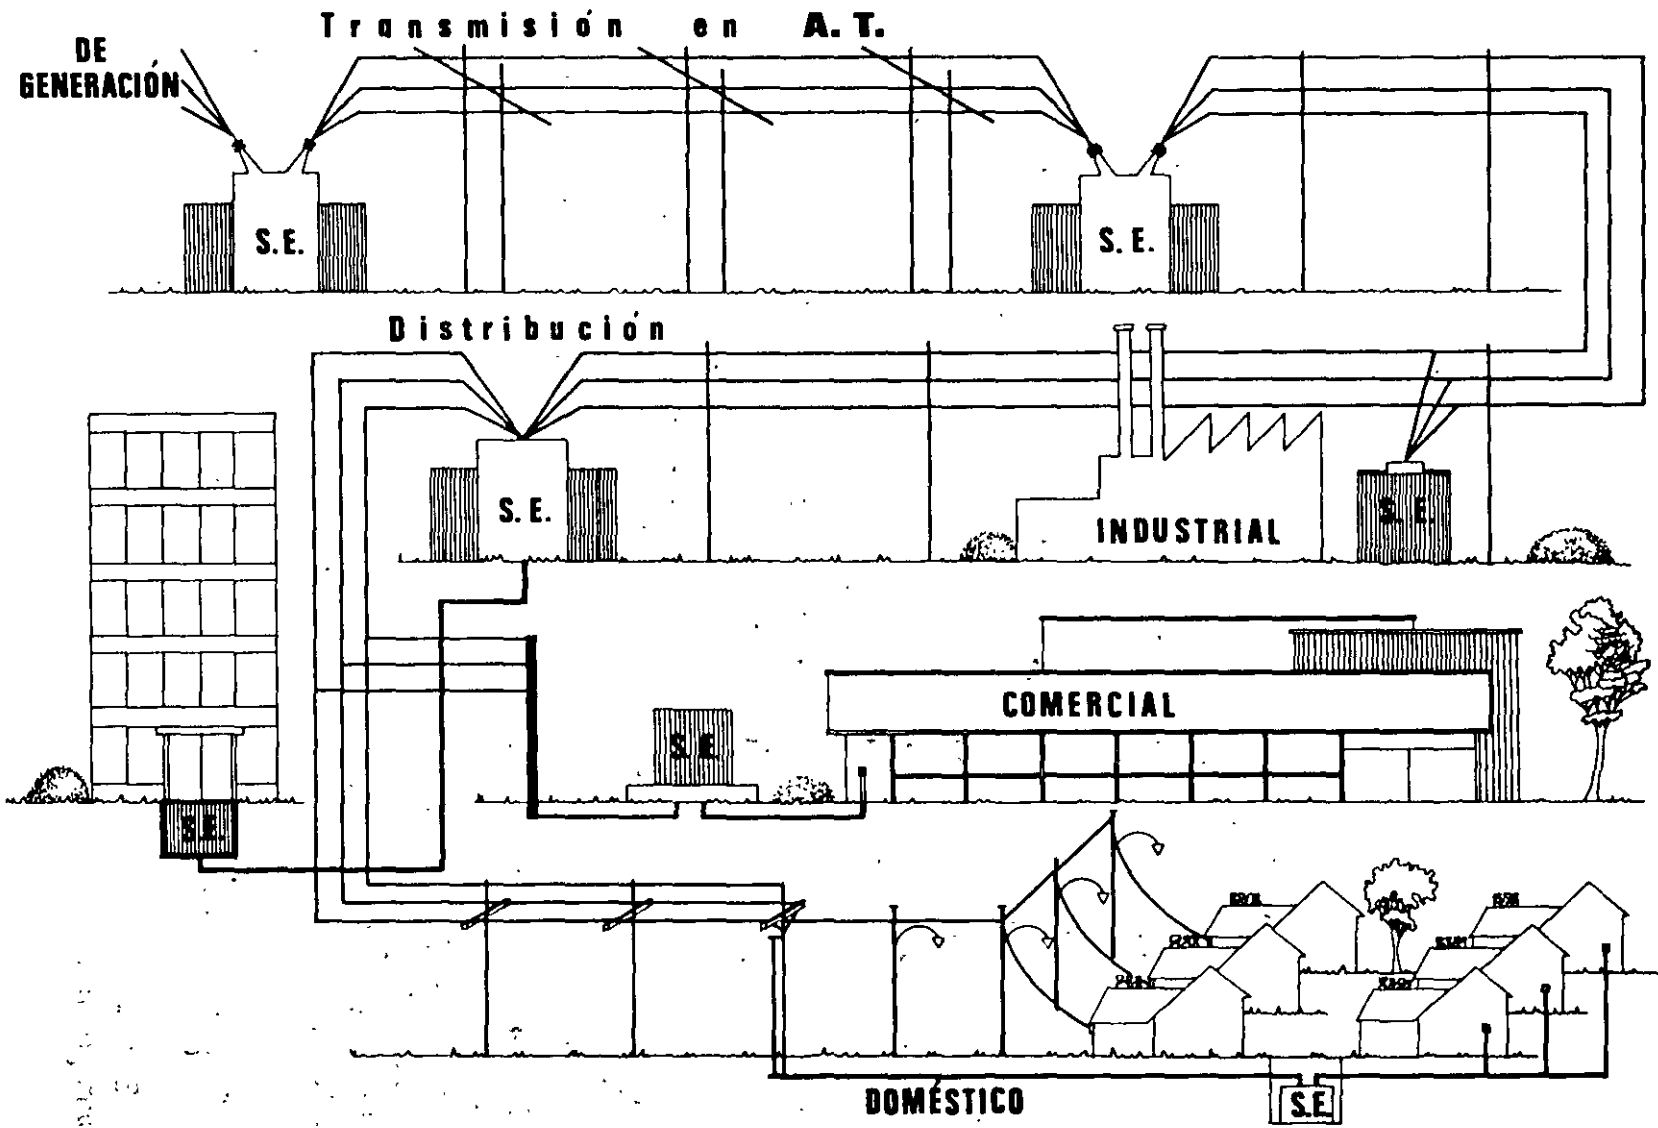 Transmisión en A.T.
DE
GENERACIÓN
S.E.
S.E.
Distribución
S.E.
INDUSTRIAL
S.E.
COMERCIAL
S.E.
S.E.
DOMÉSTICO
S.E.